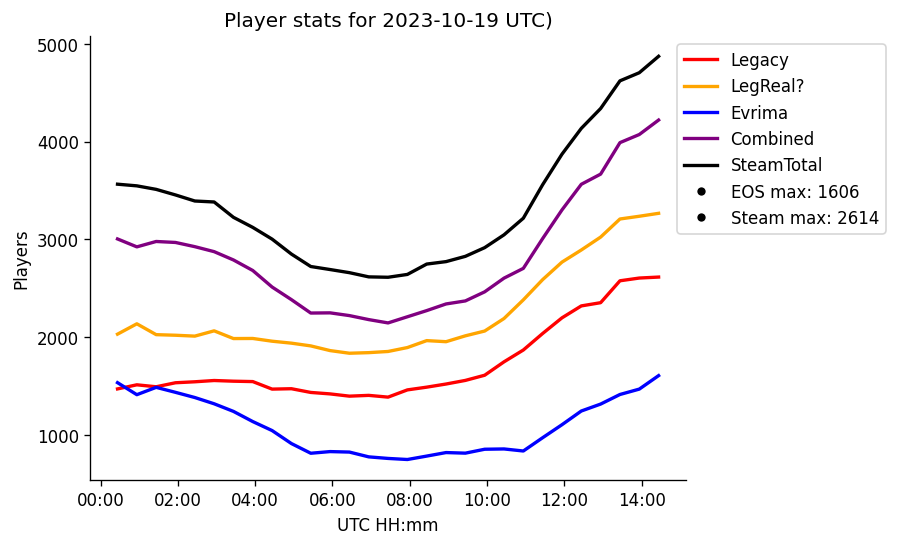 Player stats for 2023-10-19 UTC)
5000
4000
3000
2000
1000
Players
00:00 02:00 04:00 06:00 08:00 10:00 12:00 14:00
UTC HH:mm
Legacy
LegReal?
Evrima
Combined
SteamTotal
EOS max: 1606
Steam max: 2614